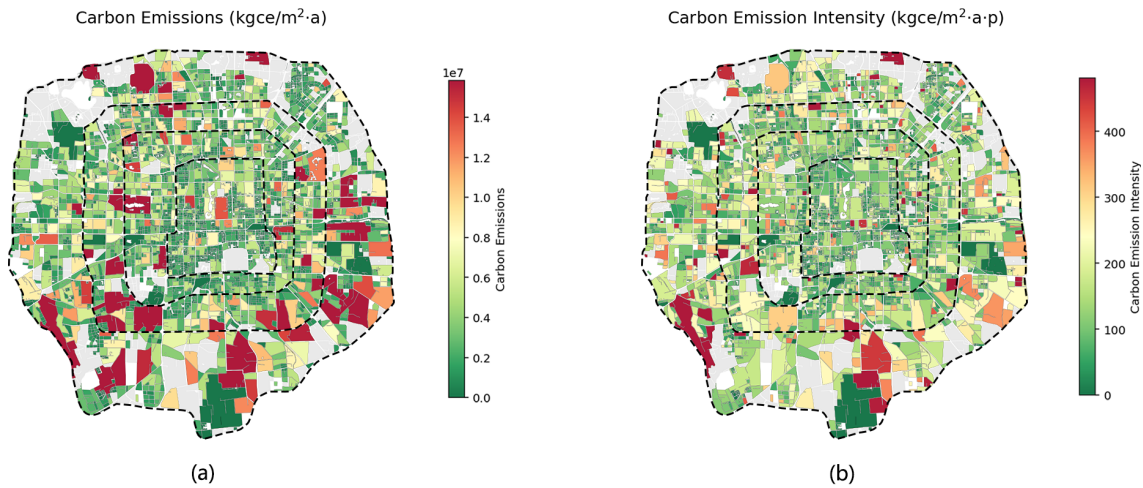 Carbon Emissions (kgce/m²·a)
1e7
1.4
1.2
1.0
0.8
0.6
0.4
0.2
0.0
Carbon Emissions
(a)
Carbon Emission Intensity (kgce/m²·a·p)
400
300
200
100
0
Carbon Emission Intensity
(b)